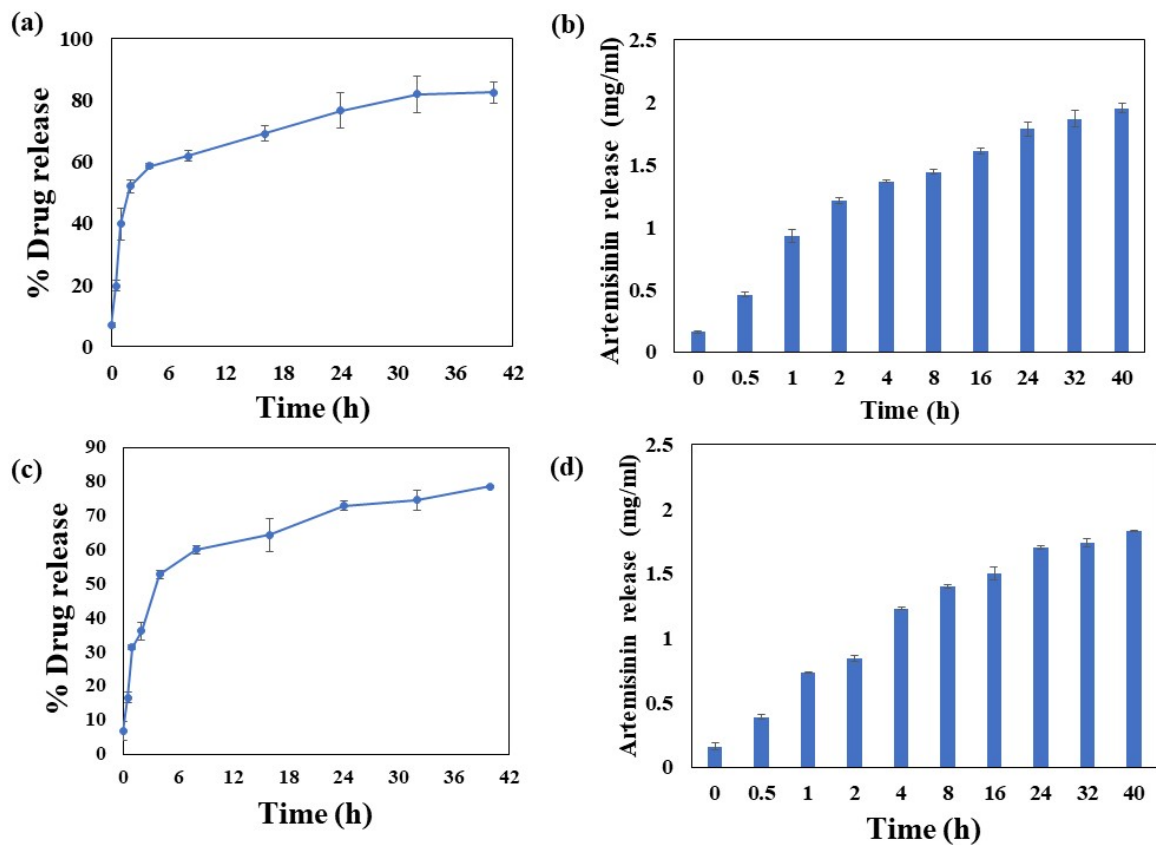 (a)
100
80
60
40
20
0
% Drug release
0 6 12 18 24 30 36 42
Time (h)
(b)
2.5
2
1.5
1
0.5
0
Artemisinin release (mg/ml)
0 0.5 1 2 4 8 16 24 32 40
Time (h)
(c)
90
80
70
60
50
40
30
20
10
0
% Drug release
0 6 12 18 24 30 36 42
Time (h)
(d)
2.5
2
1.5
1
0.5
0
Artemisinin release (mg/ml)
0 0.5 1 2 4 8 16 24 32 40
Time (h)